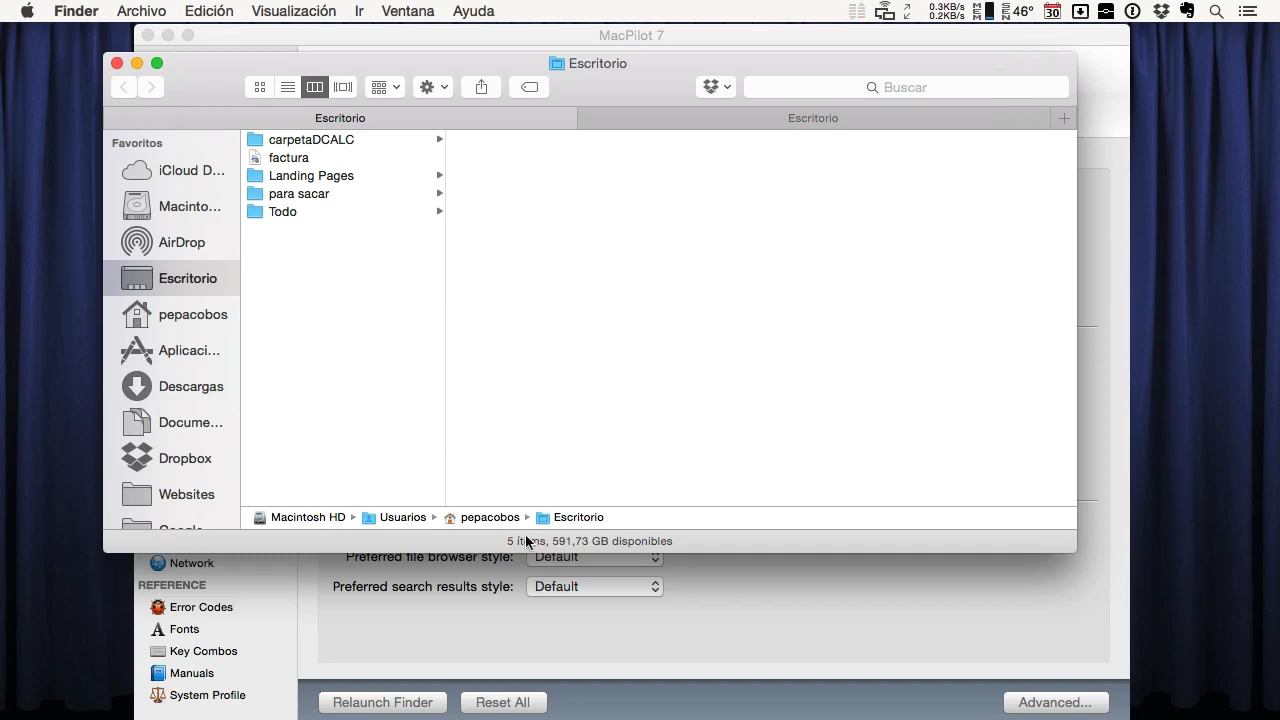 Finder Archivo Edición Visualización Ir Ventana Ayuda 0.3KB/s 0.2KB/s 46° 30
MacPilot 7
Escritorio
Buscar
Escritorio Escritorio
Favoritos
iCloud D...
Macinto...
AirDrop
Escritorio
pepacobos
Aplicaci...
Descargas
Docume...
Dropbox
Websites
carpetaDCALC
factura
Landing Pages
para sacar
Todo
Macintosh HD Usuarios pepacobos Escritorio
5 ítems, 591,73 GB disponibles
Network
REFERENCE
Error Codes
Fonts
Key Combos
Manuals
System Profile
Preferred file browser style: Default
Preferred search results style: Default
Relaunch Finder Reset All Advanced...